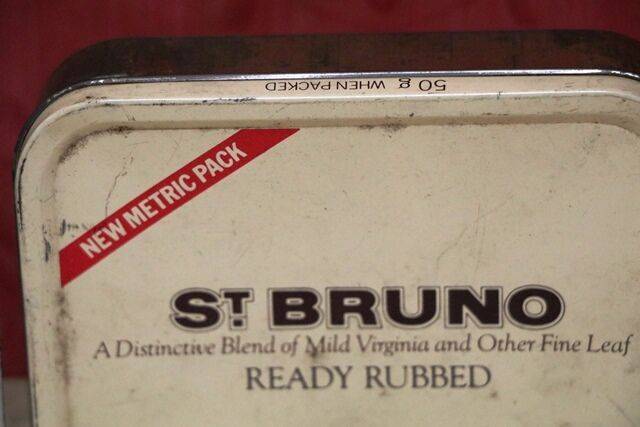 50 g WHEN PACKED
NEW METRIC PACK
ST. BRUNO
A Distinctive Blend of Mild Virginia and Other Fine Leaf
READY RUBBED